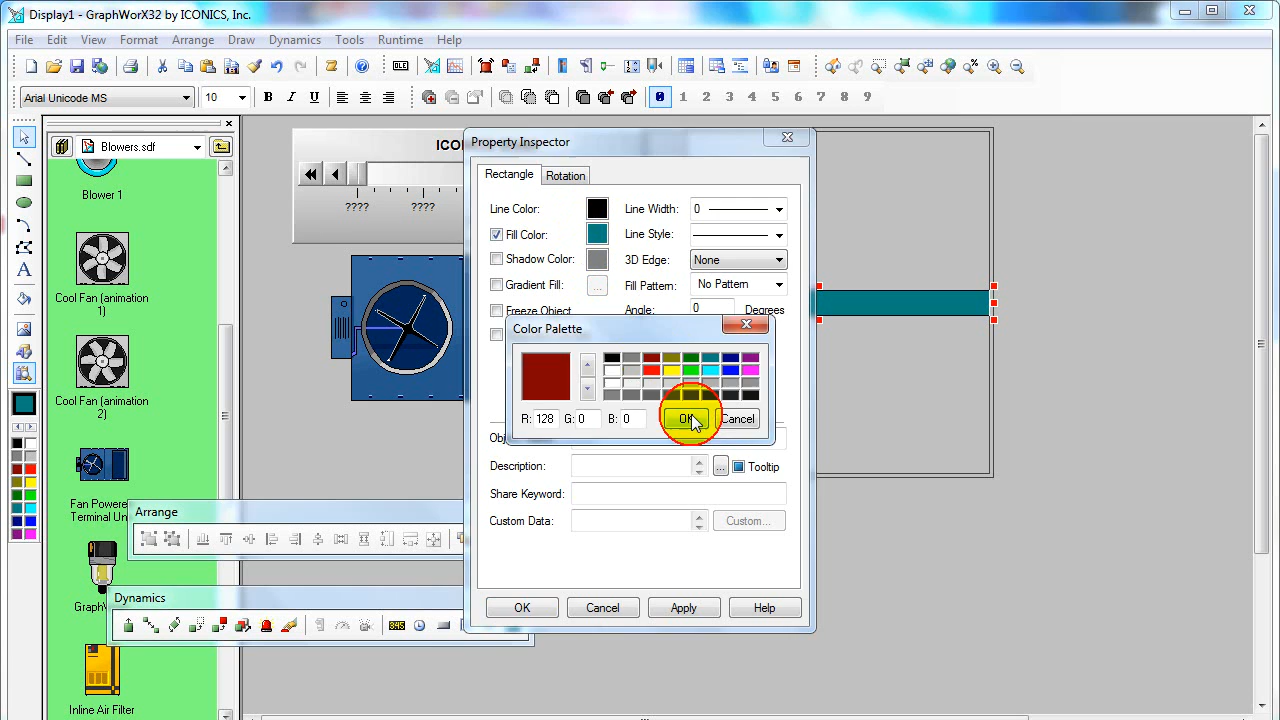 Display1 - GraphWorX32 by ICONICS, Inc.
File Edit View Format Arrange Draw Dynamics Tools Runtime Help
OLE
Arial Unicode MS 10 B I U 0 1 2 3 4 5 6 7 8 9
Blowers.sdf
Blower 1
Cool Fan (animation
1)
Cool Fan (animation
2)
Fan Powere
Terminal Un
Inline Air Filter
A
???? ????
Property Inspector
Rectangle Rotation
Line Color: Line Width: 0
Fill Color: Line Style:
Shadow Color: 3D Edge: None
Gradient Fill: ... Fill Pattern: No Pattern
Freeze Object Angle: 0 Degrees
Color Palette
R: 128 G: 0 B: 0 OK Cancel
Description: ... Tooltip
Share Keyword:
Custom Data: Custom...
OK Cancel Apply Help
Arrange
Dynamics
345